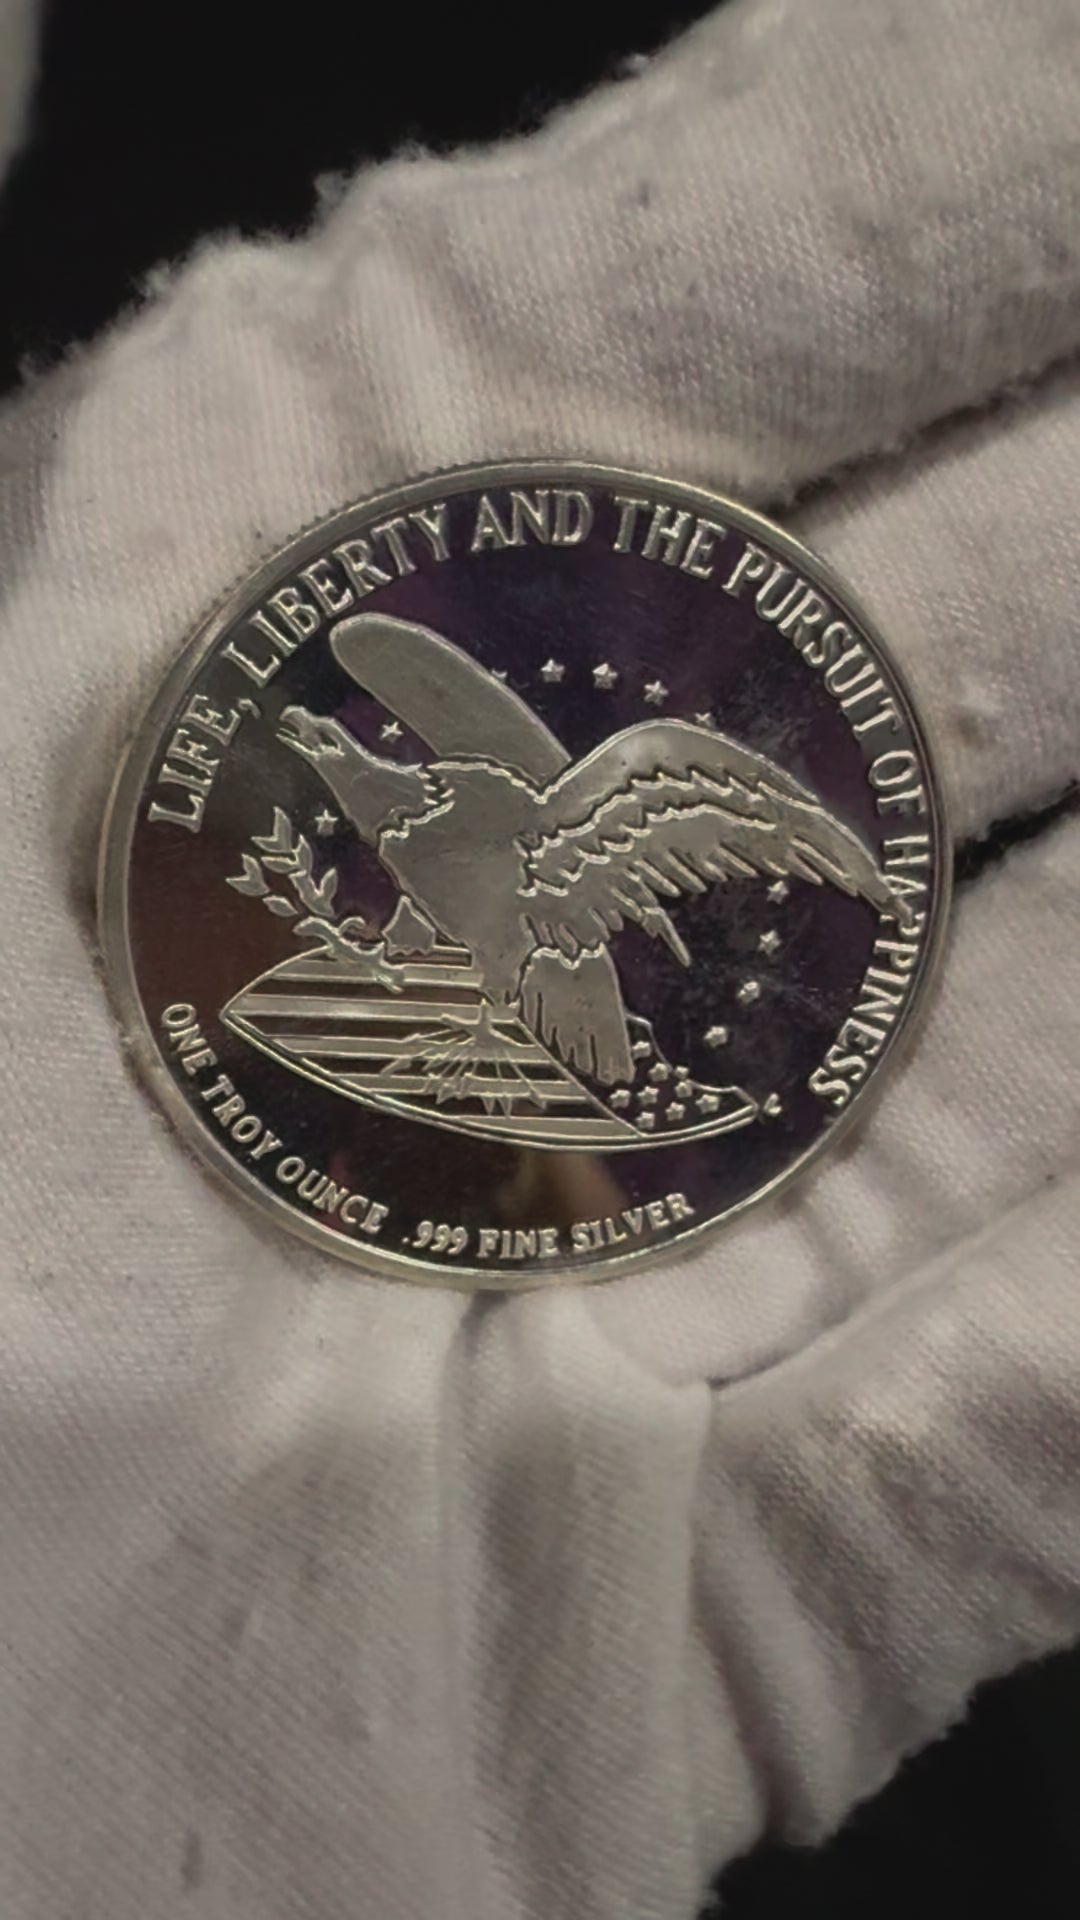 LIFE, LIBERTY AND THE PURSUIT OF HAPPINESS
ONE TROY OUNCE .999 FINE SILVER